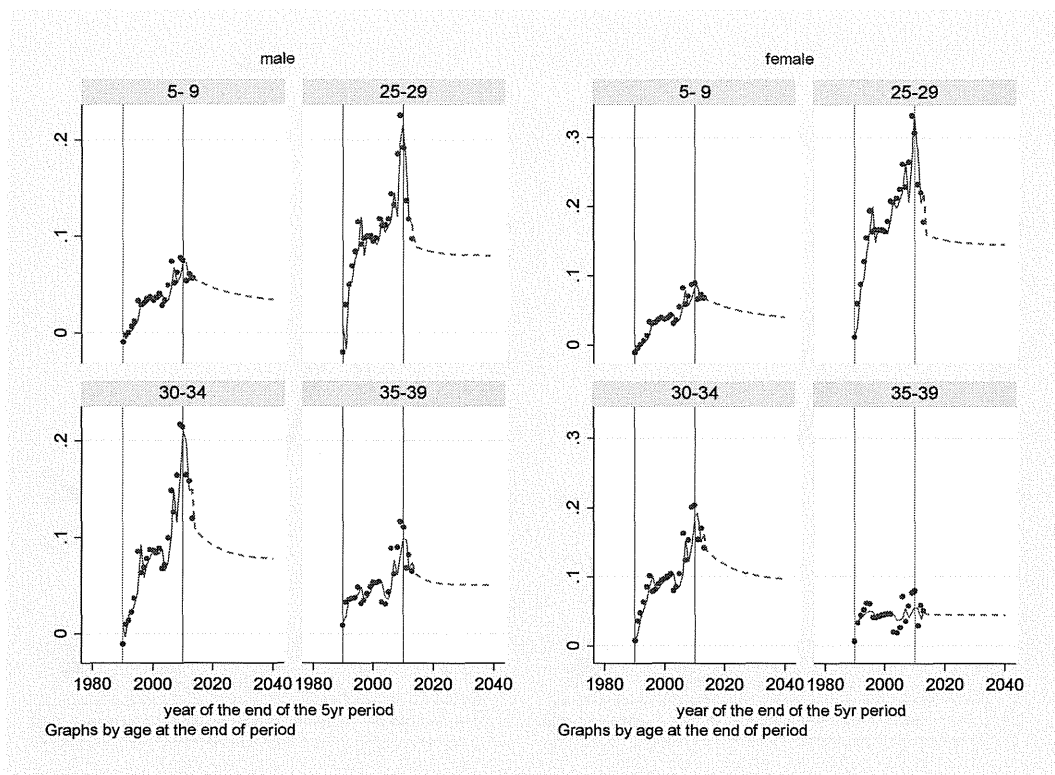 male
5- 9
25-29
.2
.1
0
30-34
35-39
.2
.1
0
1980 2000 2020 2040 1980 2000 2020 2040
year of the end of the 5yr period
Graphs by age at the end of period
female
5- 9
25-29
.3
.2
.1
0
30-34
35-39
.3
.2
.1
0
1980 2000 2020 2040 1980 2000 2020 2040
year of the end of the 5yr period
Graphs by age at the end of period